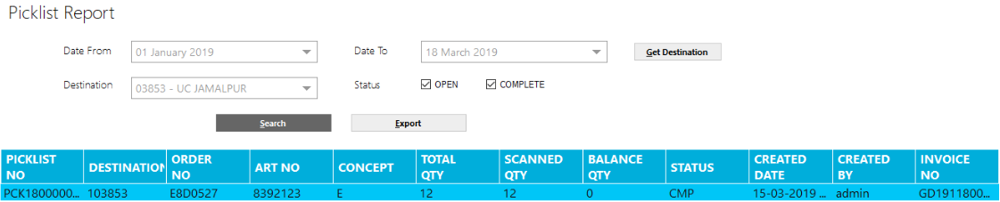 Picklist Report
Date From 01 January 2019 Date To 18 March 2019 Get Destination
Destination 03853 - UC JAMALPUR Status OPEN COMPLETE
Search Export
PICKLIST NO DESTINATION ORDER NO ART NO CONCEPT TOTAL QTY SCANNED QTY BALANCE QTY STATUS CREATED DATE CREATED BY INVOICE NO
PCK1800000... 103853 E8D0527 8392123 E 12 12 0 CMP 15-03-2019 ... admin GD1911800...